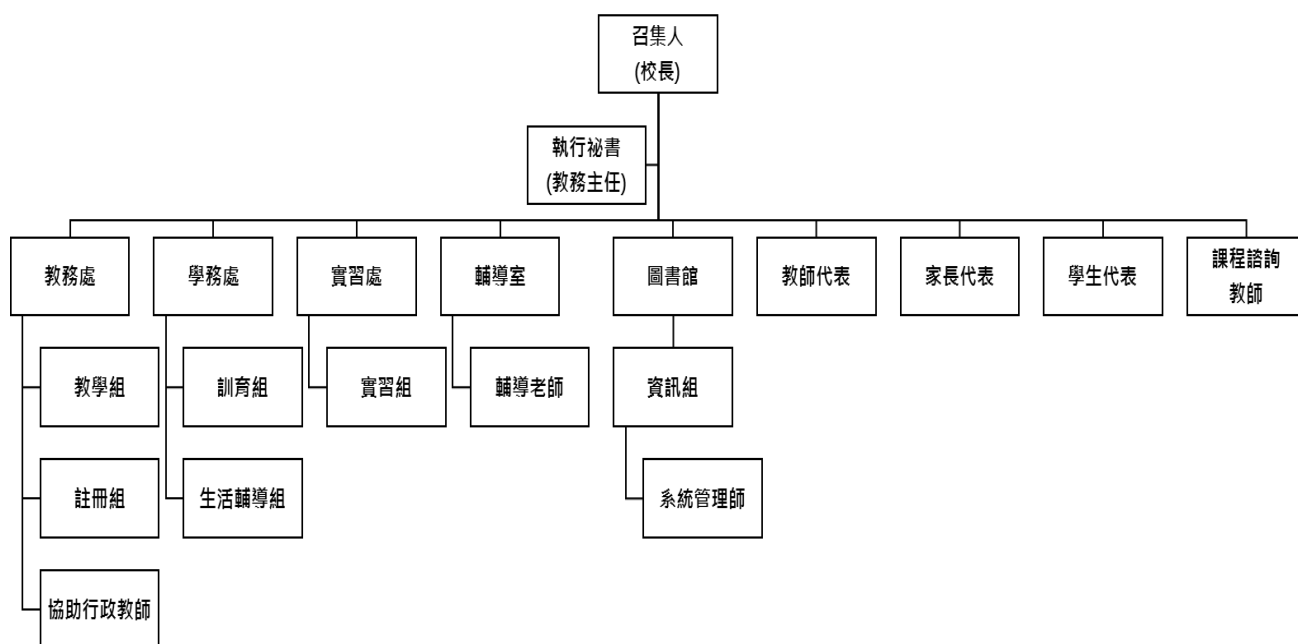 召集人
(校長)
執行祕書
(教務主任)
教務處
學務處
實習處
輔導室
圖書館
教師代表
家長代表
學生代表
課程諮詢
教師
教學組
訓育組
實習組
輔導老師
資訊組
註冊組
生活輔導組
系統管理師
協助行政教師